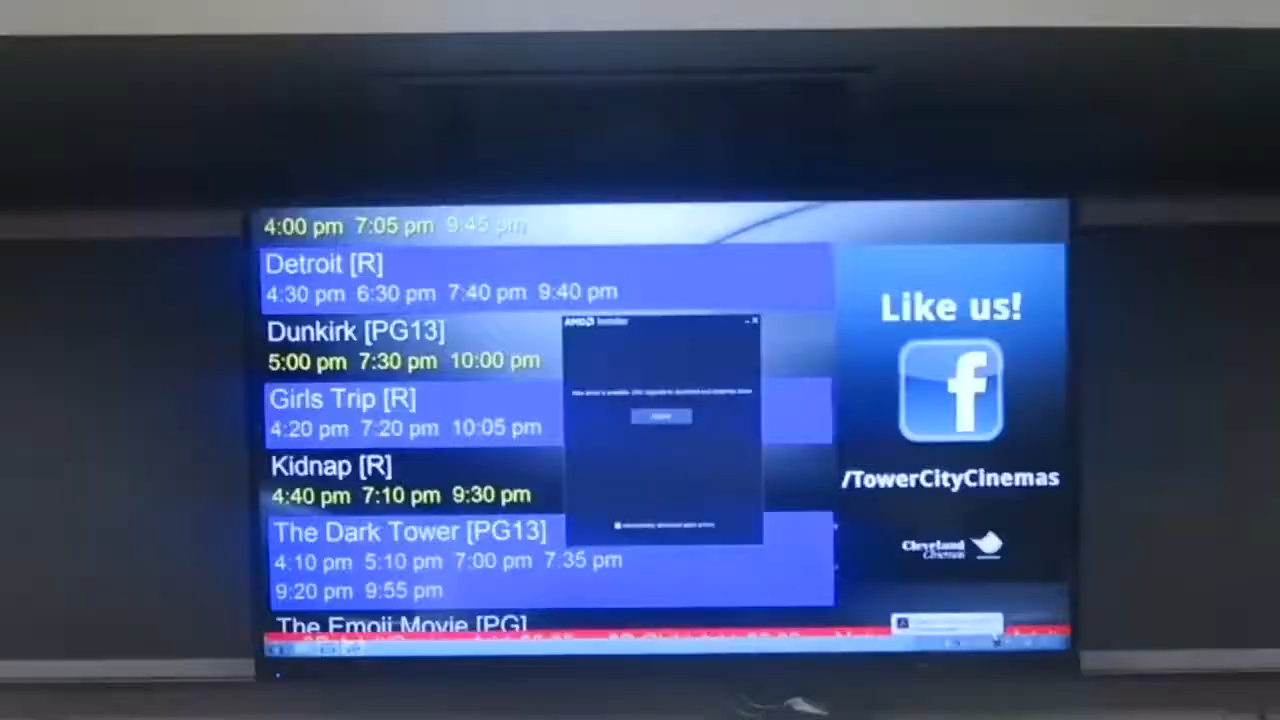 4:00 pm 7:05 pm 9:45 pm
Detroit [R]
4:30 pm 6:30 pm 7:40 pm 9:40 pm
Dunkirk [PG13]
5:00 pm 7:30 pm 10:00 pm
Girls Trip [R]
4:20 pm 7:20 pm 10:05 pm
Kidnap [R]
4:40 pm 7:10 pm 9:30 pm
The Dark Tower [PG13]
4:10 pm 5:10 pm 7:00 pm 7:35 pm
9:20 pm 9:55 pm
The Emoji Movie [PG]
AMD Installer
Like us!
f
/TowerCityCinemas
Cleveland
Cinemas